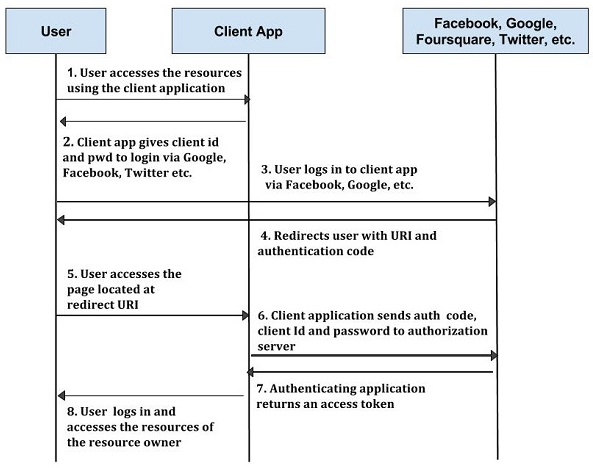 User
Client App
Facebook, Google,
Foursquare, Twitter, etc.
1. User accesses the resources
using the client application
2. Client app gives client id
and pwd to login via Google,
Facebook, Twitter etc.
3. User logs in to client app
via Facebook, Google, etc.
4. Redirects user with URI and
authentication code
5. User accesses the
page located at
redirect URI
6. Client application sends auth code,
client Id and password to authorization
server
7. Authenticating application
returns an access token
8. User logs in and
accesses the resources of
the resource owner